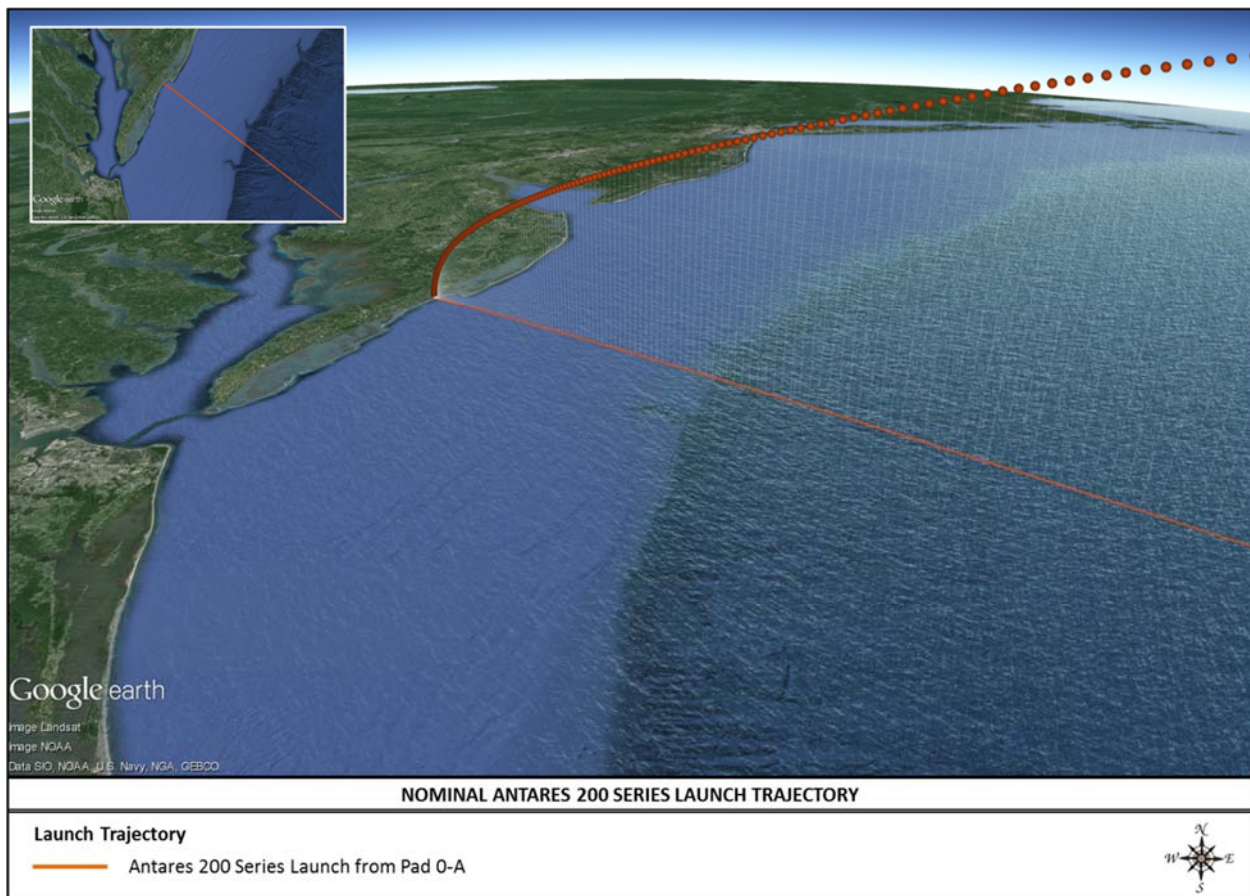 Google earth
Google earth
Image Landsat
Image NOAA
Data SIO, NOAA, U.S. Navy, NGA, GEBCO
NOMINAL ANTARES 200 SERIES LAUNCH TRAJECTORY
Launch Trajectory
Antares 200 Series Launch from Pad 0-A
N
W E
S